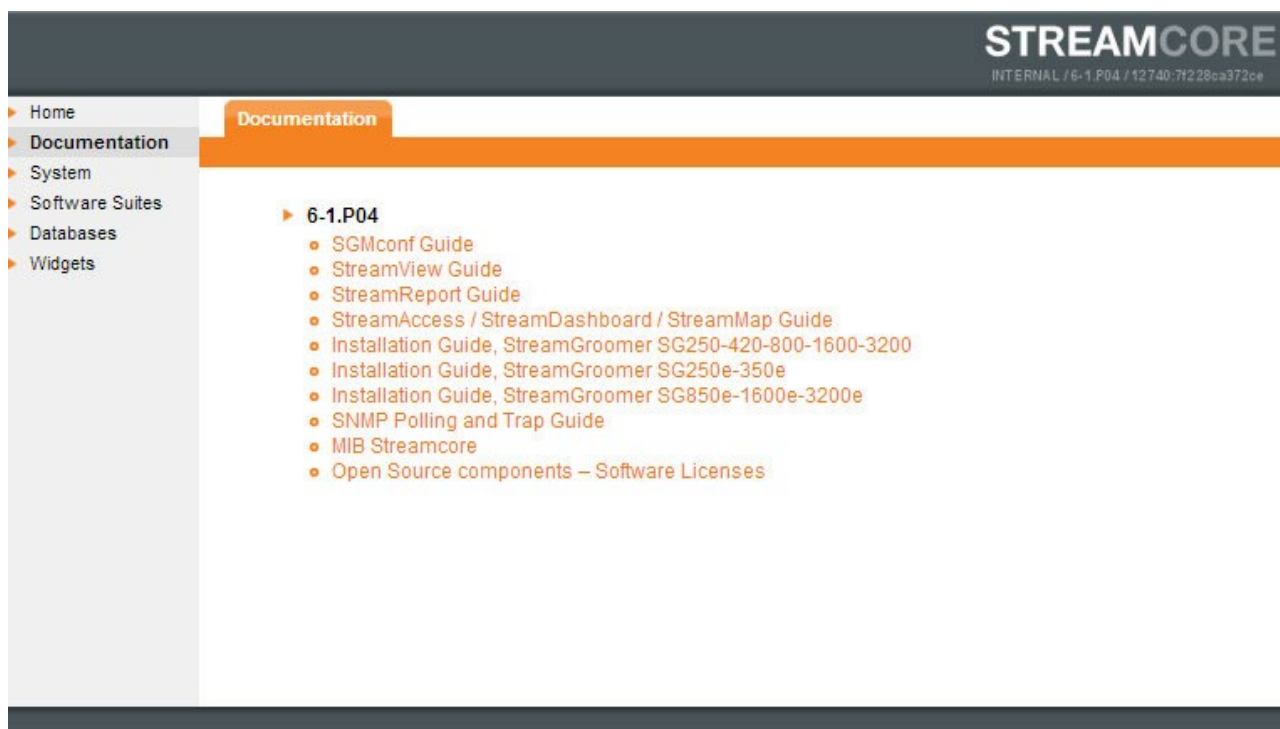 STREAMCORE
INTERNAL / 6-1.P04 / 12740:7f228ca372ce
Home
Documentation
System
Software Suites
Databases
Widgets
Documentation
6-1.P04
SGMconf Guide
StreamView Guide
StreamReport Guide
StreamAccess / StreamDashboard / StreamMap Guide
Installation Guide, StreamGroomer SG250-420-800-1600-3200
Installation Guide, StreamGroomer SG250e-350e
Installation Guide, StreamGroomer SG850e-1600e-3200e
SNMP Polling and Trap Guide
MIB Streamcore
Open Source components – Software Licenses